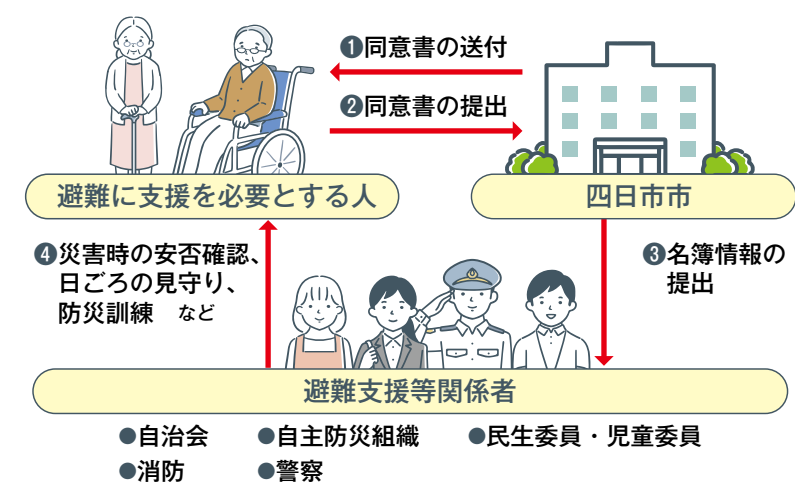 ❶同意書の送付
❷同意書の提出
避難に支援を必要とする人
四日市市
❹災害時の安否確認、
日ごろの見守り、
防災訓練 など
❸名簿情報の
提出
避難支援等関係者
●自治会 ●自主防災組織 ●民生委員・児童委員
●消防 ●警察